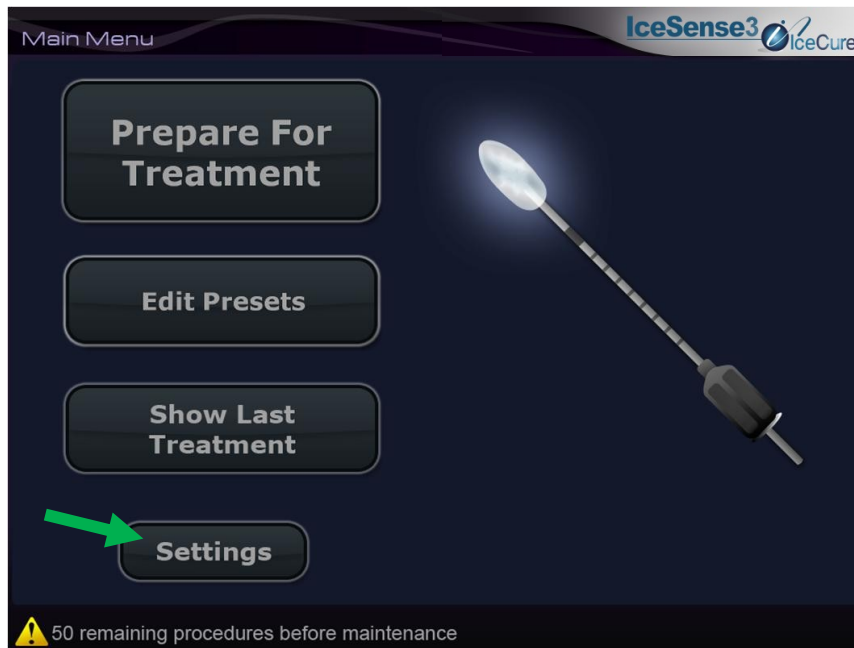 Main Menu
IceSense3
IceCure
Prepare For
Treatment
Edit Presets
Show Last
Treatment
Settings
50 remaining procedures before maintenance